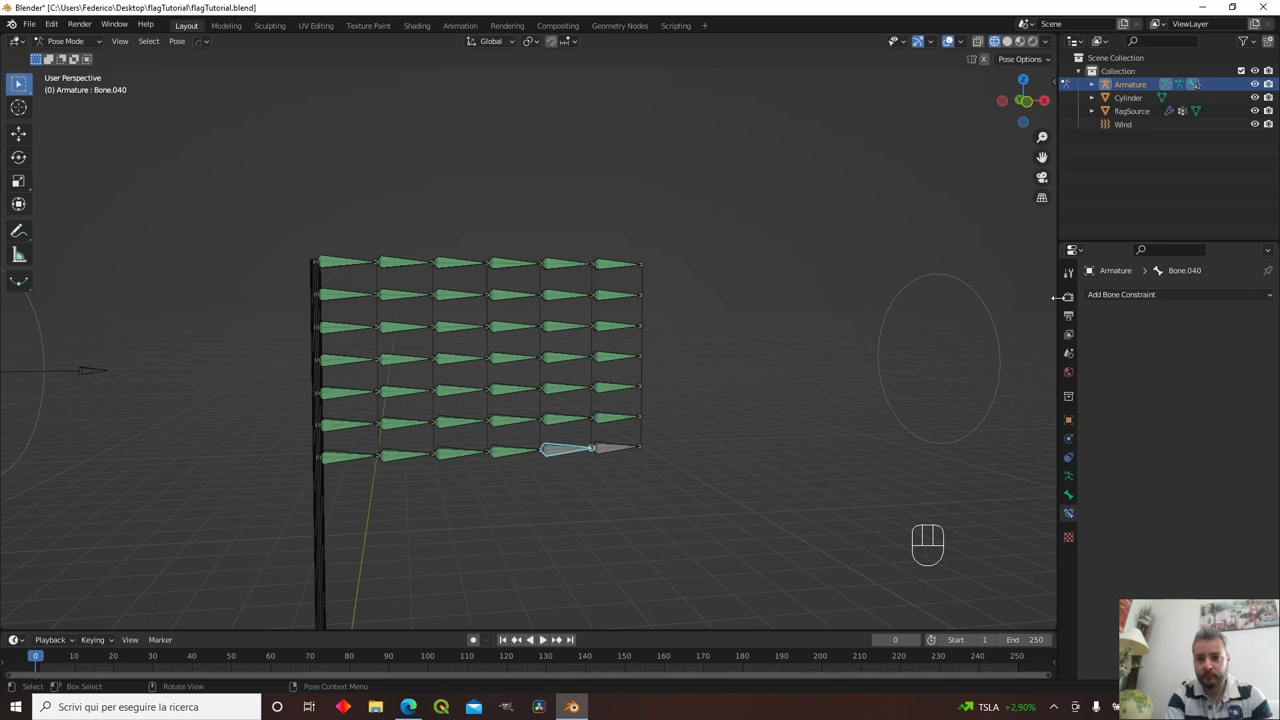 Blender* [C:\Users\Federico\Desktop\flagTutorial\flagTutorial.blend]
File Edit Render Window Help Layout Modeling Sculpting UV Editing Texture Paint Shading Animation Rendering Compositing Geometry Nodes Scripting + Scene ViewLayer
Pose Mode View Select Pose Global
X Pose Options
User Perspective
(0) Armature : Bone.040
Scene Collection
Collection
Armature 42
Cylinder
flagSource
Wind
Z
Y X
Armature > Bone.040
Add Bone Constraint
Playback Keying View Marker 0 Start 1 End 250
0 10 20 30 40 50 60 70 80 90 100 110 120 130 140 150 160 170 180 190 200 210 220 230 240 250
Select Box Select Rotate View Pose Context Menu
Scrivi qui per eseguire la ricerca TSLA +2,90%